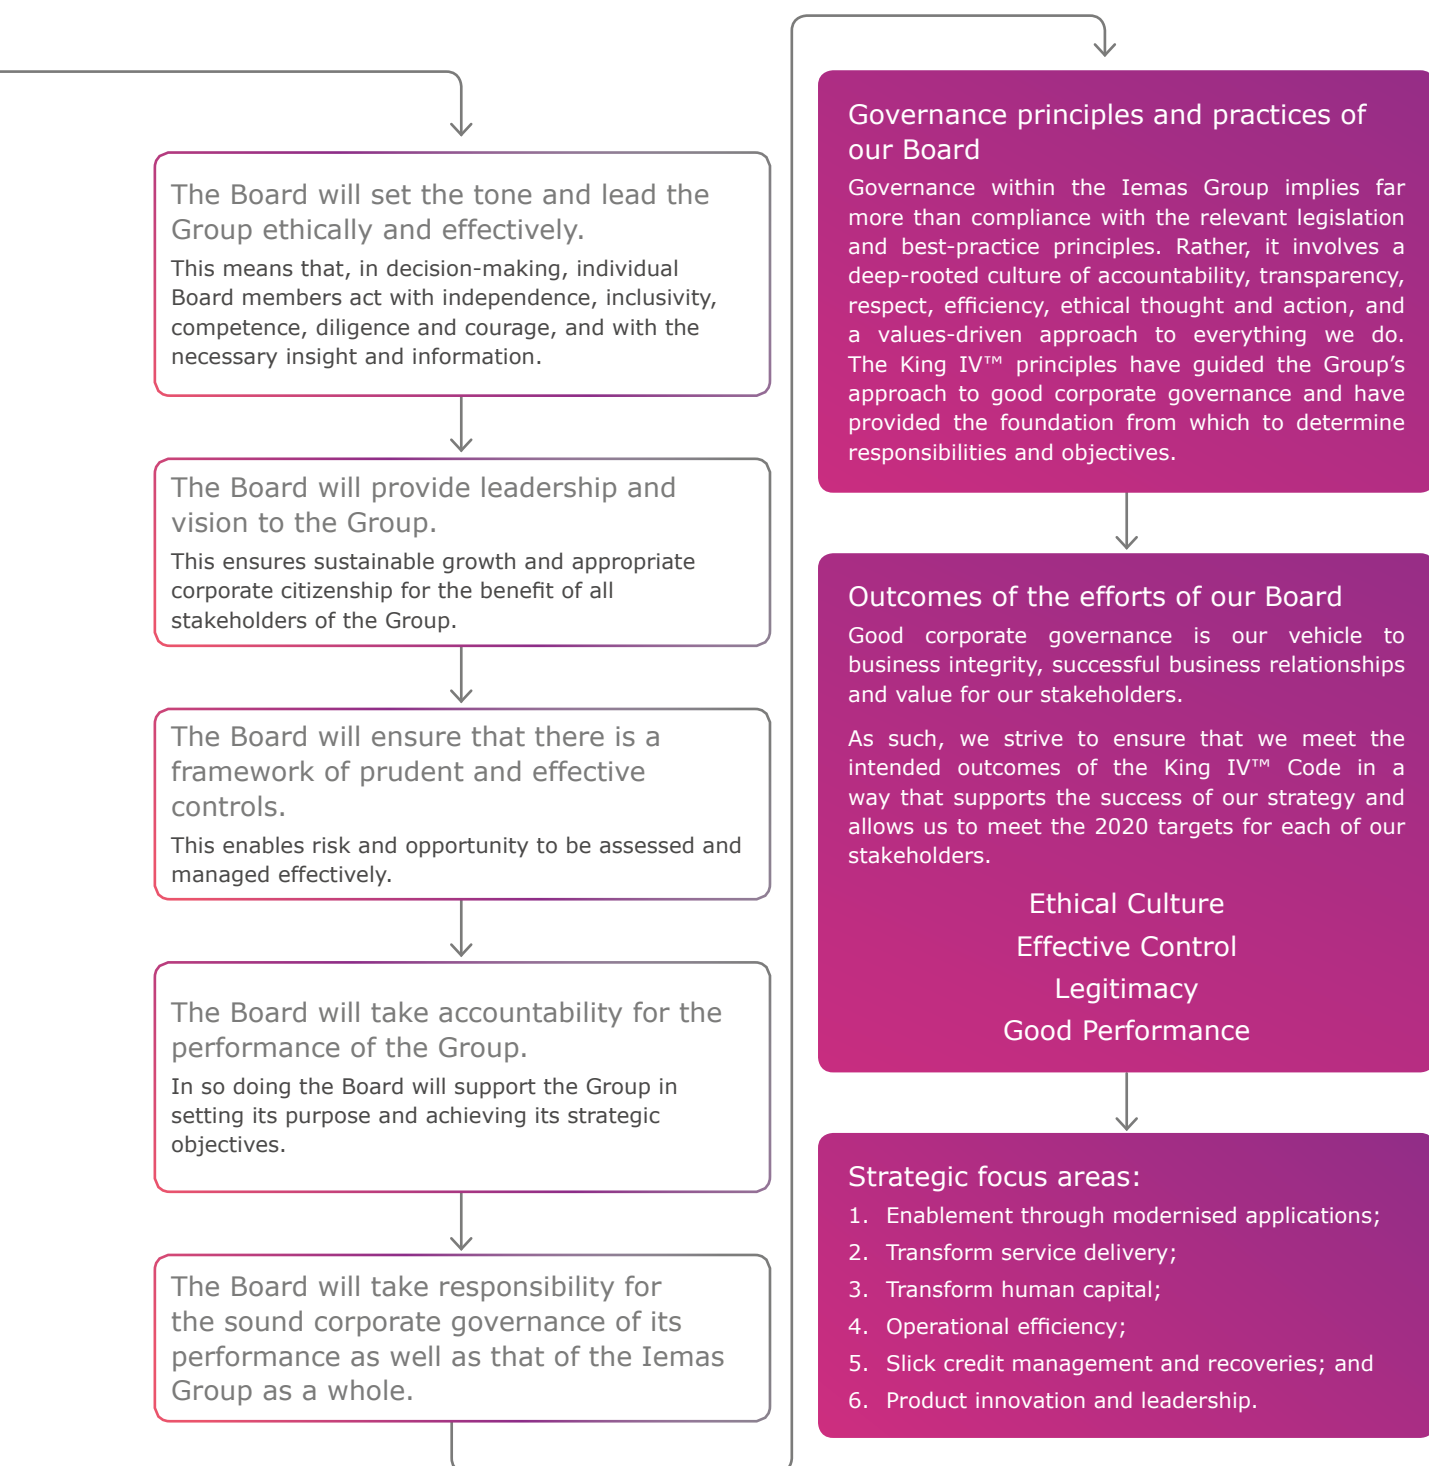 The Board will set the tone and lead the
Group ethically and effectively.
This means that, in decision-making, individual
Board members act with independence, inclusivity,
competence, diligence and courage, and with the
necessary insight and information.
The Board will provide leadership and
vision to the Group.
This ensures sustainable growth and appropriate
corporate citizenship for the benefit of all
stakeholders of the Group.
The Board will ensure that there is a
framework of prudent and effective
controls.
This enables risk and opportunity to be assessed and
managed effectively.
The Board will take accountability for the
performance of the Group.
In so doing the Board will support the Group in
setting its purpose and achieving its strategic
objectives.
The Board will take responsibility for
the sound corporate governance of its
performance as well as that of the Iemas
Group as a whole.
Governance principles and practices of
our Board
Governance within the Iemas Group implies far
more than compliance with the relevant legislation
and best-practice principles. Rather, it involves a
deep-rooted culture of accountability, transparency,
respect, efficiency, ethical thought and action, and
a values-driven approach to everything we do.
The King IV™ principles have guided the Group’s
approach to good corporate governance and have
provided the foundation from which to determine
responsibilities and objectives.
Outcomes of the efforts of our Board
Good corporate governance is our vehicle to
business integrity, successful business relationships
and value for our stakeholders.
As such, we strive to ensure that we meet the
intended outcomes of the King IV™ Code in a
way that supports the success of our strategy and
allows us to meet the 2020 targets for each of our
stakeholders.
Ethical Culture
Effective Control
Legitimacy
Good Performance
Strategic focus areas:
1. Enablement through modernised applications;
2. Transform service delivery;
3. Transform human capital;
4. Operational efficiency;
5. Slick credit management and recoveries; and
6. Product innovation and leadership.